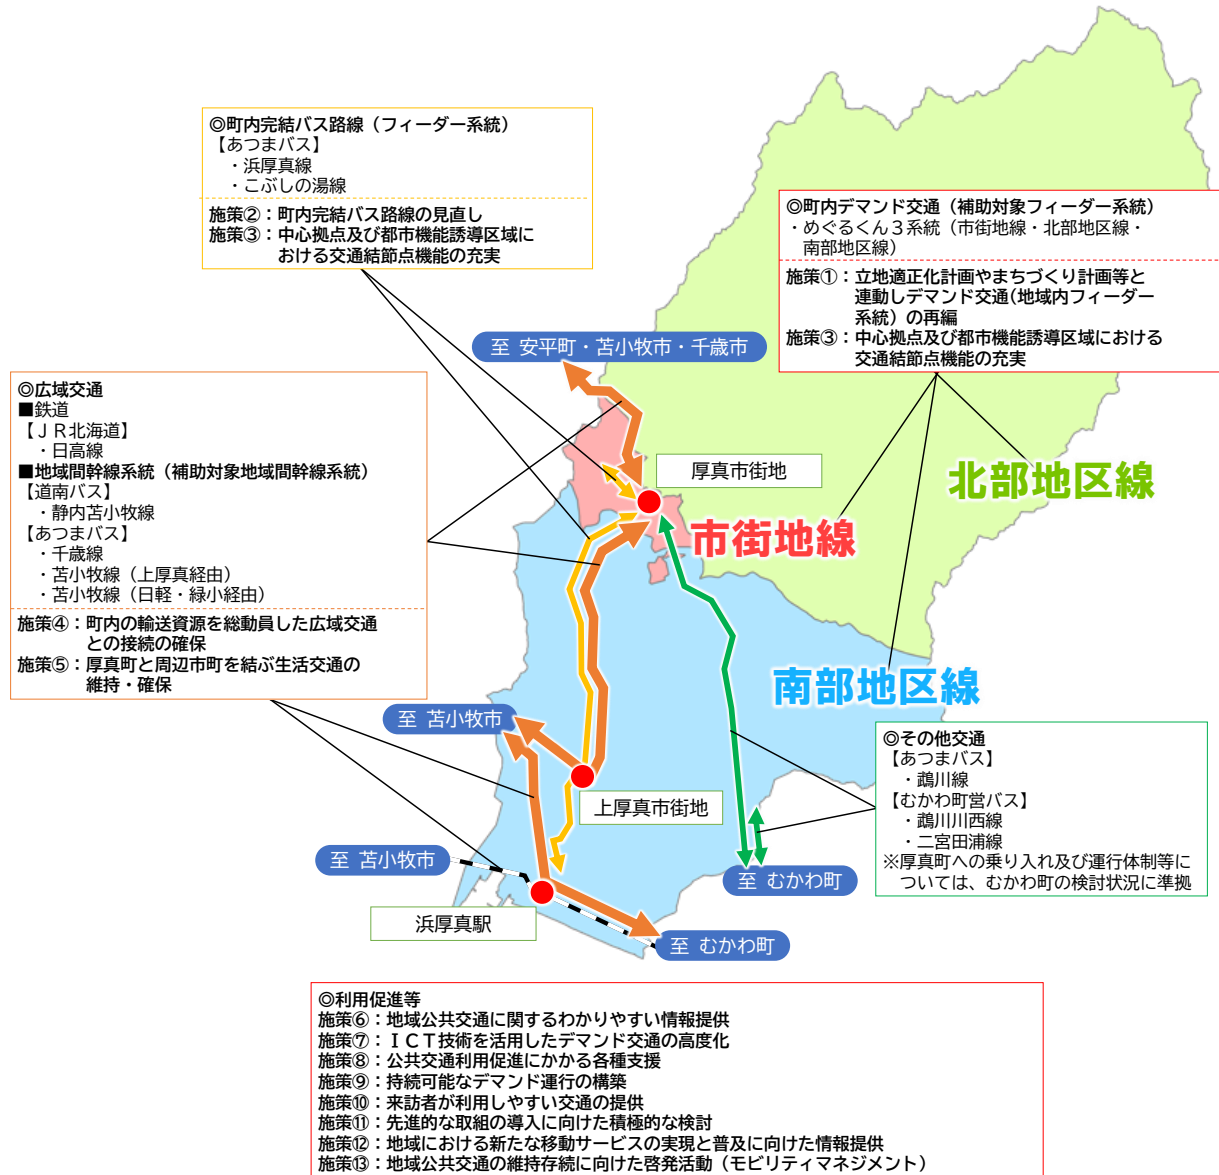 ◎町内完結バス路線（フィーダー系統）
【あつまバス】
・浜厚真線
・こぶしの湯線
施策②：町内完結バス路線の見直し
施策③：中心拠点及び都市機能誘導区域に
おける交通結節点機能の充実
◎町内デマンド交通（補助対象フィーダー系統）
・めぐるくん３系統（市街地線・北部地区線・
南部地区線）
施策①：立地適正化計画やまちづくり計画等と
連動しデマンド交通(地域内フィーダー
系統）の再編
施策③：中心拠点及び都市機能誘導区域における
交通結節点機能の充実
至 安平町・苫小牧市・千歳市
◎広域交通
■鉄道
【ＪＲ北海道】
・日高線
■地域間幹線系統（補助対象地域間幹線系統）
【道南バス】
・静内苫小牧線
【あつまバス】
・千歳線
・苫小牧線（上厚真経由）
・苫小牧線（日軽・緑小経由）
施策④：町内の輸送資源を総動員した広域交通
との接続の確保
施策⑤：厚真町と周辺市町を結ぶ生活交通の
維持・確保
厚真市街地
北部地区線
市街地線
南部地区線
至 苫小牧市
上厚真市街地
◎その他交通
【あつまバス】
・鵡川線
【むかわ町営バス】
・鵡川川西線
・二宮田浦線
※厚真町への乗り入れ及び運行体制等に
ついては、むかわ町の検討状況に準拠
至 苫小牧市
至 むかわ町
浜厚真駅
至 むかわ町
◎利用促進等
施策⑥：地域公共交通に関するわかりやすい情報提供
施策⑦：ＩＣＴ技術を活用したデマンド交通の高度化
施策⑧：公共交通利用促進にかかる各種支援
施策⑨：持続可能なデマンド運行の構築
施策⑩：来訪者が利用しやすい交通の提供
施策⑪：先進的な取組の導入に向けた積極的な検討
施策⑫：地域における新たな移動サービスの実現と普及に向けた情報提供
施策⑬：地域公共交通の維持存続に向けた啓発活動（モビリティマネジメント）